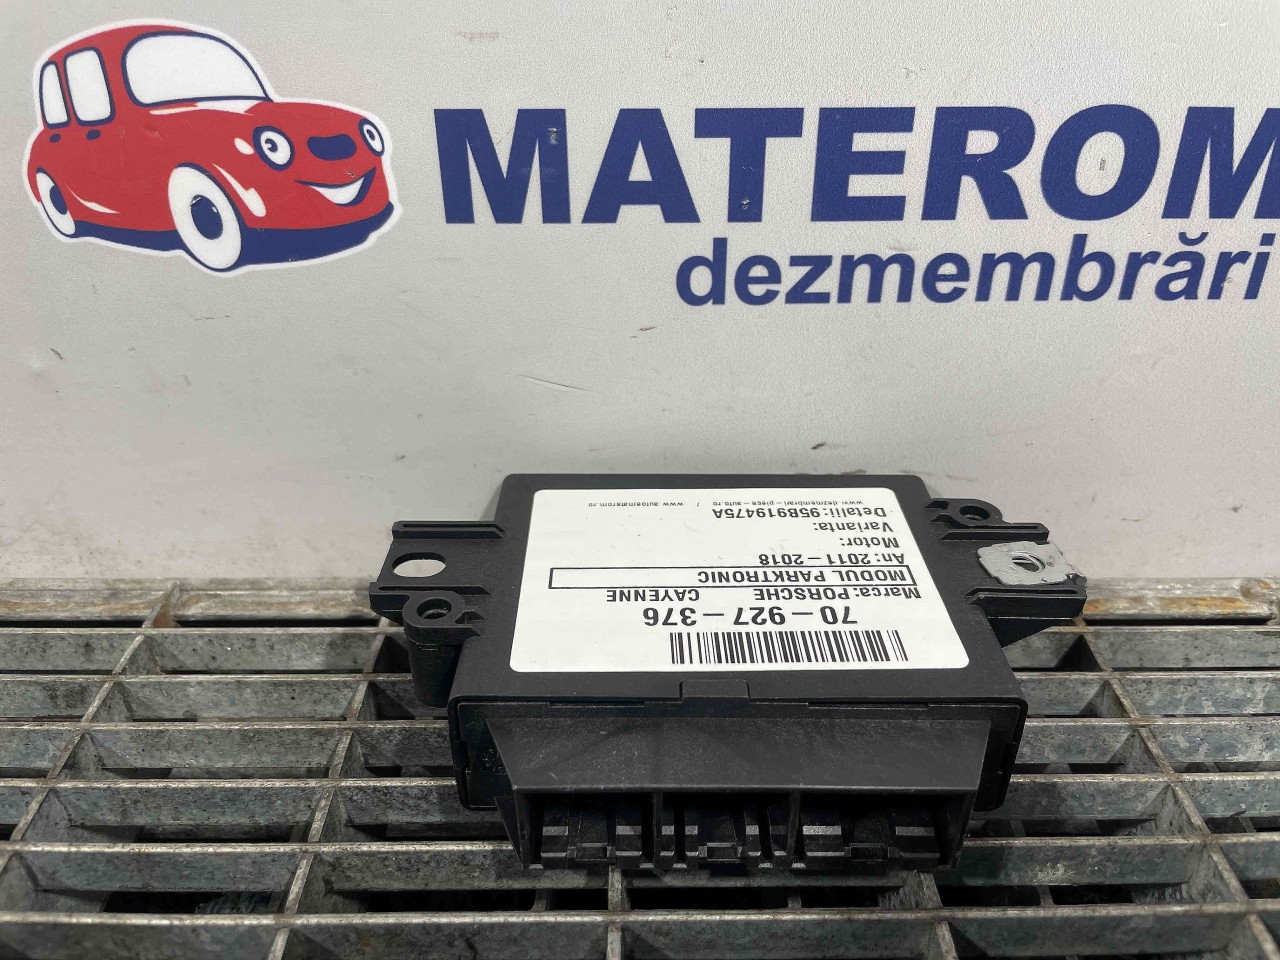 MATEROM
dezmembrări
70-927-376
Marca: PORSCHE CAYENNE
MODUL PARKTRONIC
An: 2011-2018
Motor:
Varianta:
Detalii: 95B919475A
www.dezmembrari-piese-auto.ro / www.autoematerom.ro